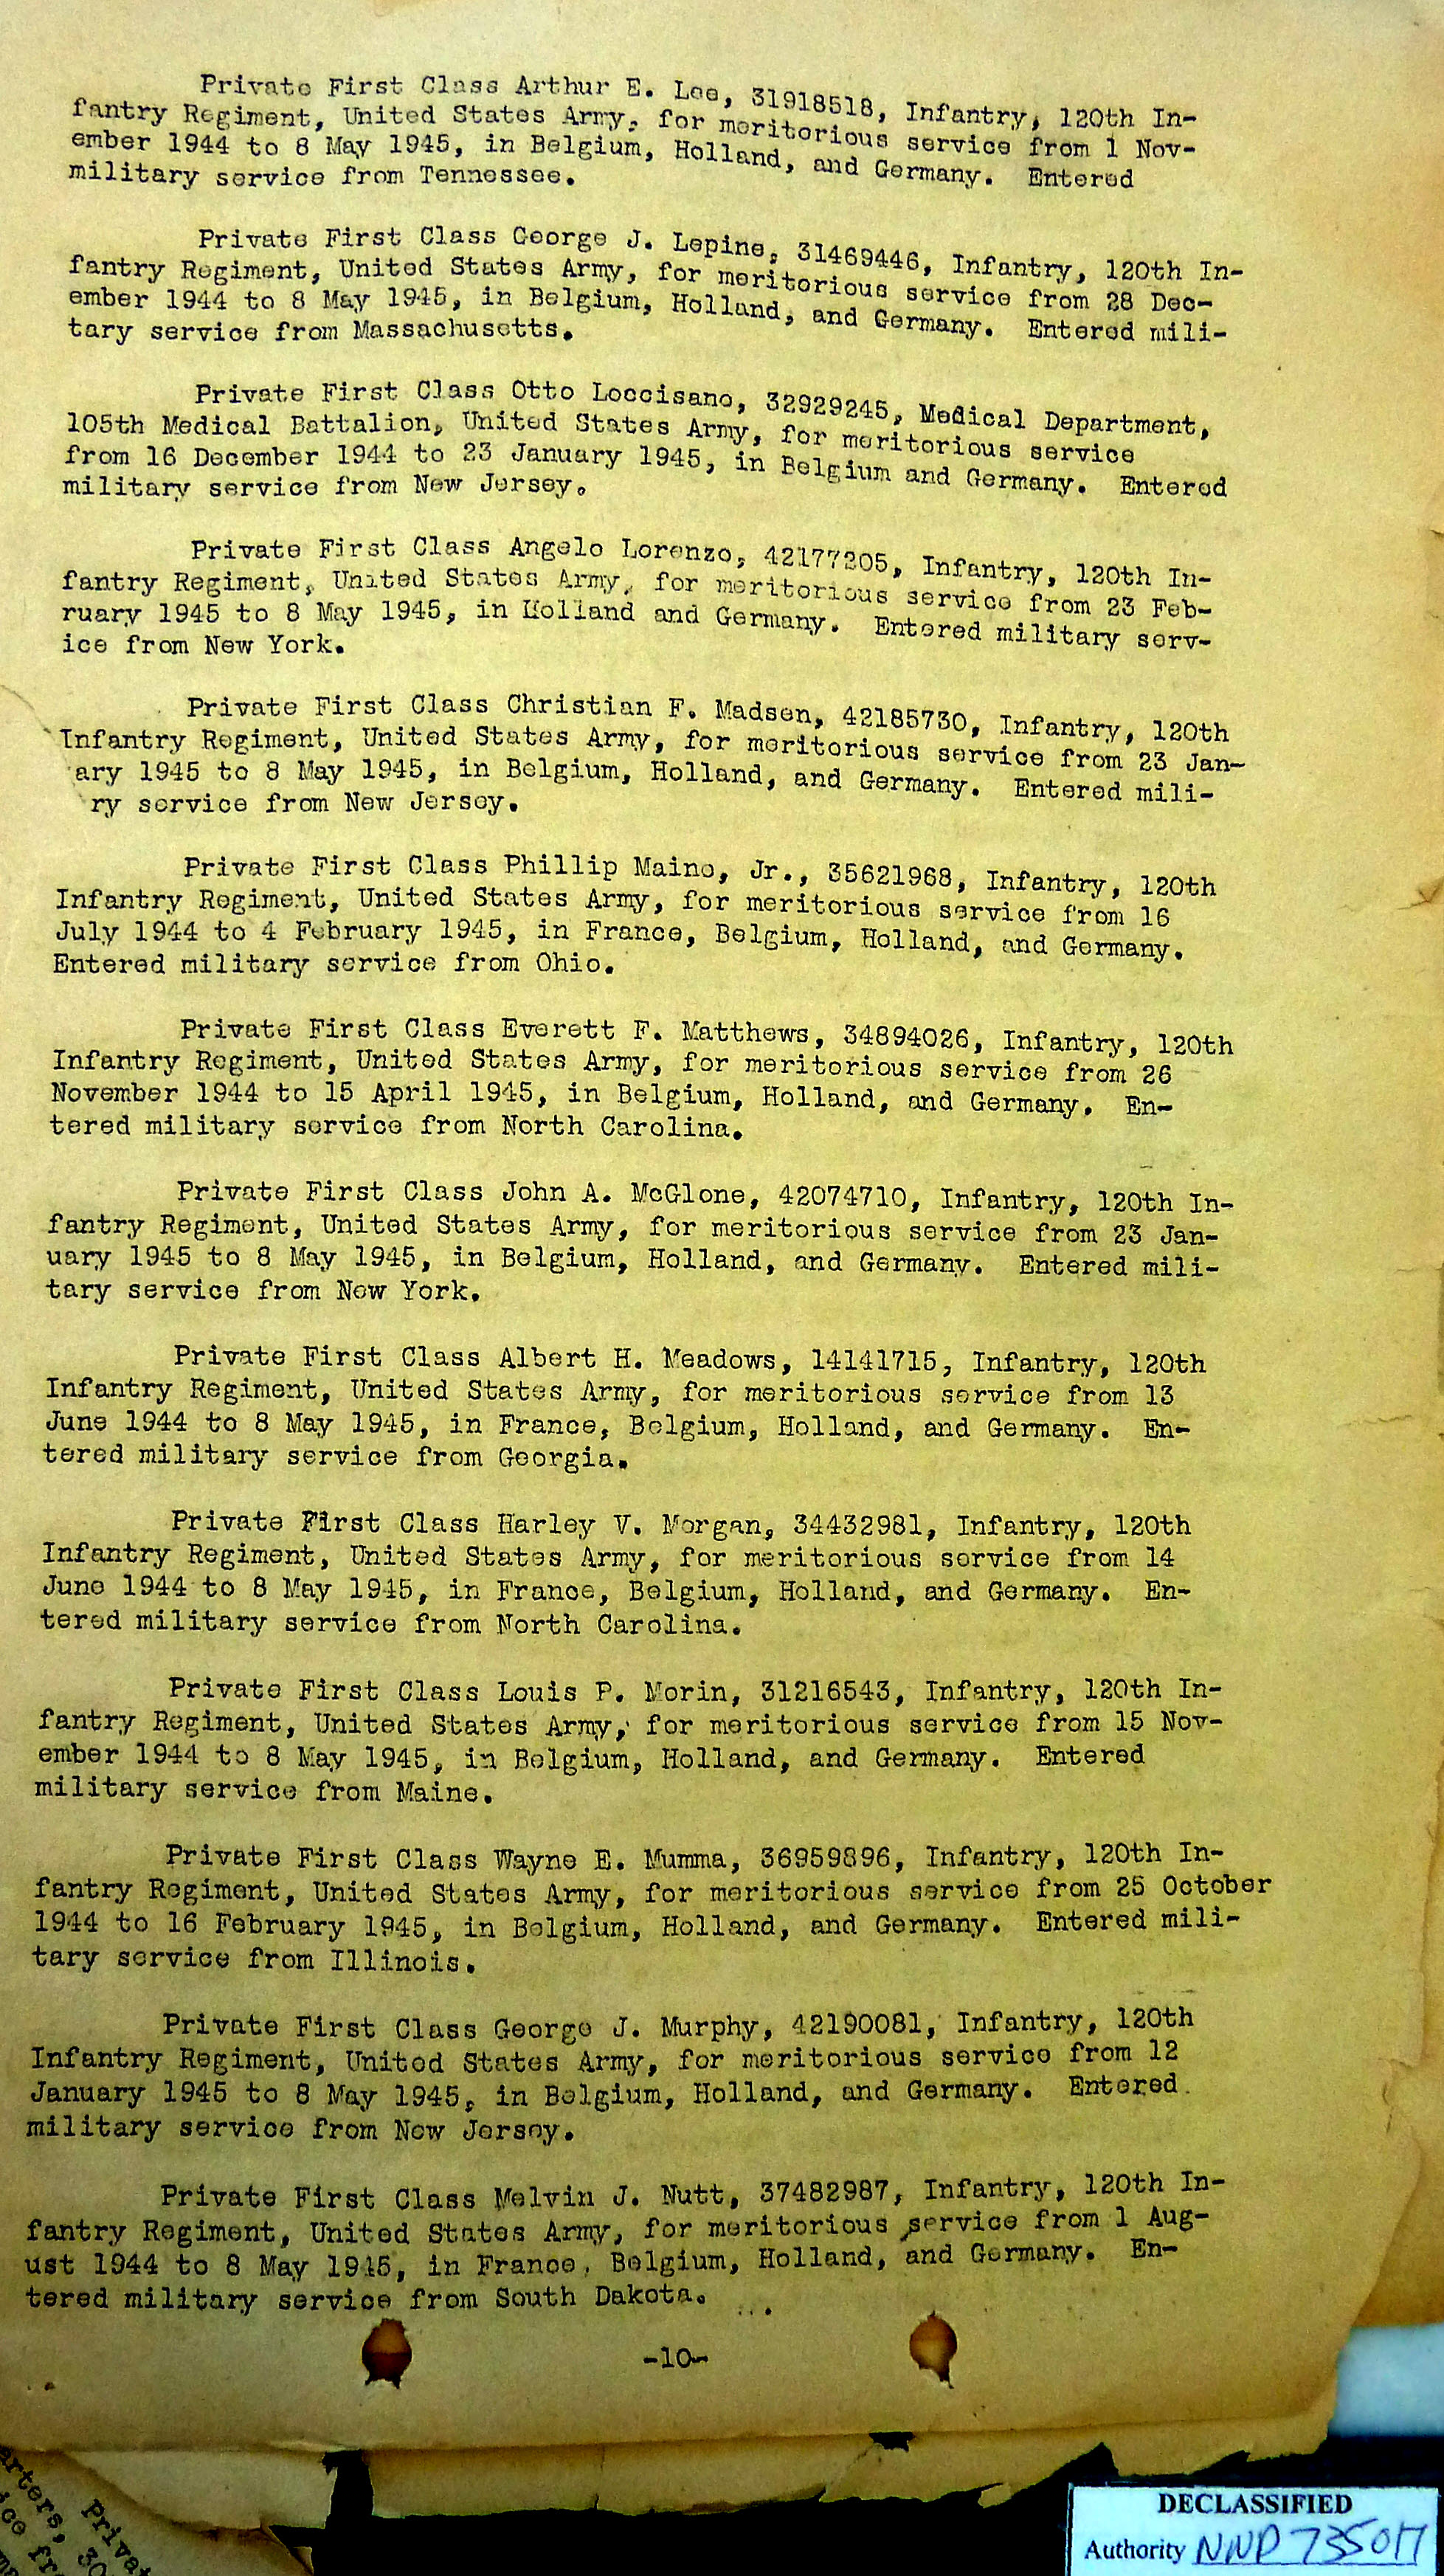 Private First Class Arthur E. Lee, 31918518, Infantry, 120th In-
fantry Regiment, United States Army, for meritorious service from 1 Nov-
ember 1944 to 8 May 1945, in Belgium, Holland, and Germany. Entered
military service from Tennessee.
Private First Class George J. Lepine, 31469446, Infantry, 120th In-
fantry Regiment, United States Army, for meritorious service from 28 Dec-
ember 1944 to 8 May 1945, in Belgium, Holland, and Germany. Entered mili-
tary service from Massachusetts.
Private First Class Otto Loccisano, 32929245, Medical Department,
105th Medical Battalion, United States Army, for meritorious service
from 16 December 1944 to 23 January 1945, in Belgium and Germany. Entered
military service from New Jersey.
Private First Class Angelo Lorenzo, 42177205, Infantry, 120th In-
fantry Regiment, United States Army, for meritorious service from 23 Feb-
ruary 1945 to 8 May 1945, in Holland and Germany. Entered military serv-
ice from New York.
Private First Class Christian F. Madsen, 42185730, Infantry, 120th
Infantry Regiment, United States Army, for meritorious service from 23 Jan-
ary 1945 to 8 May 1945, in Belgium, Holland, and Germany. Entered mili-
ry service from New Jersey.
Private First Class Phillip Maino, Jr., 35621968, Infantry, 120th
Infantry Regiment, United States Army, for meritorious service from 16
July 1944 to 4 February 1945, in France, Belgium, Holland, and Germany.
Entered military service from Ohio.
Private First Class Everett F. Matthews, 34894026, Infantry, 120th
Infantry Regiment, United States Army, for meritorious service from 26
November 1944 to 15 April 1945, in Belgium, Holland, and Germany. En-
tered military service from North Carolina.
Private First Class John A. McGlone, 42074710, Infantry, 120th In-
fantry Regiment, United States Army, for meritorious service from 23 Jan-
uary 1945 to 8 May 1945, in Belgium, Holland, and Germany. Entered mili-
tary service from New York.
Private First Class Albert H. Meadows, 14141715, Infantry, 120th
Infantry Regiment, United States Army, for meritorious service from 13
June 1944 to 8 May 1945, in France, Belgium, Holland, and Germany. En-
tered military service from Georgia.
Private First Class Harley V. Morgan, 34432981, Infantry, 120th
Infantry Regiment, United States Army, for meritorious service from 14
June 1944 to 8 May 1945, in France, Belgium, Holland, and Germany. En-
tered military service from North Carolina.
Private First Class Louis P. Morin, 31216543, Infantry, 120th In-
fantry Regiment, United States Army, for meritorious service from 15 Nov-
ember 1944 to 8 May 1945, in Belgium, Holland, and Germany. Entered
military service from Maine.
Private First Class Wayne E. Mumma, 36959896, Infantry, 120th In-
fantry Regiment, United States Army, for meritorious service from 25 October
1944 to 16 February 1945, in Belgium, Holland, and Germany. Entered mili-
tary service from Illinois.
Private First Class George J. Murphy, 42190081, Infantry, 120th
Infantry Regiment, United States Army, for meritorious service from 12
January 1945 to 8 May 1945, in Belgium, Holland, and Germany. Entered
military service from New Jersey.
Private First Class Melvin J. Nutt, 37482987, Infantry, 120th In-
fantry Regiment, United States Army, for meritorious service from 1 Aug-
ust 1944 to 8 May 1945, in France, Belgium, Holland, and Germany. En-
tered military service from South Dakota.
-10-
DECLASSIFIED
Authority NND 735017